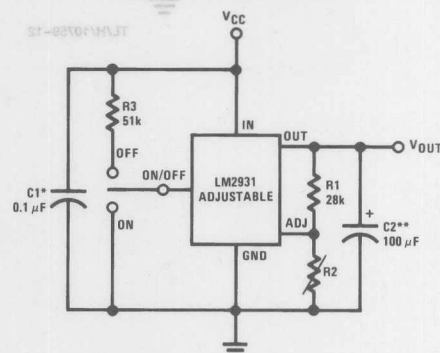 TL/H/10759-12
VCC
R3
51k
IN
OUT
VOUT
OFF
ON/OFF
LM2931
ADJUSTABLE
R1
28k
C1*
0.1 μF
ON
ADJ
+
C2**
100 μF
GND
R2